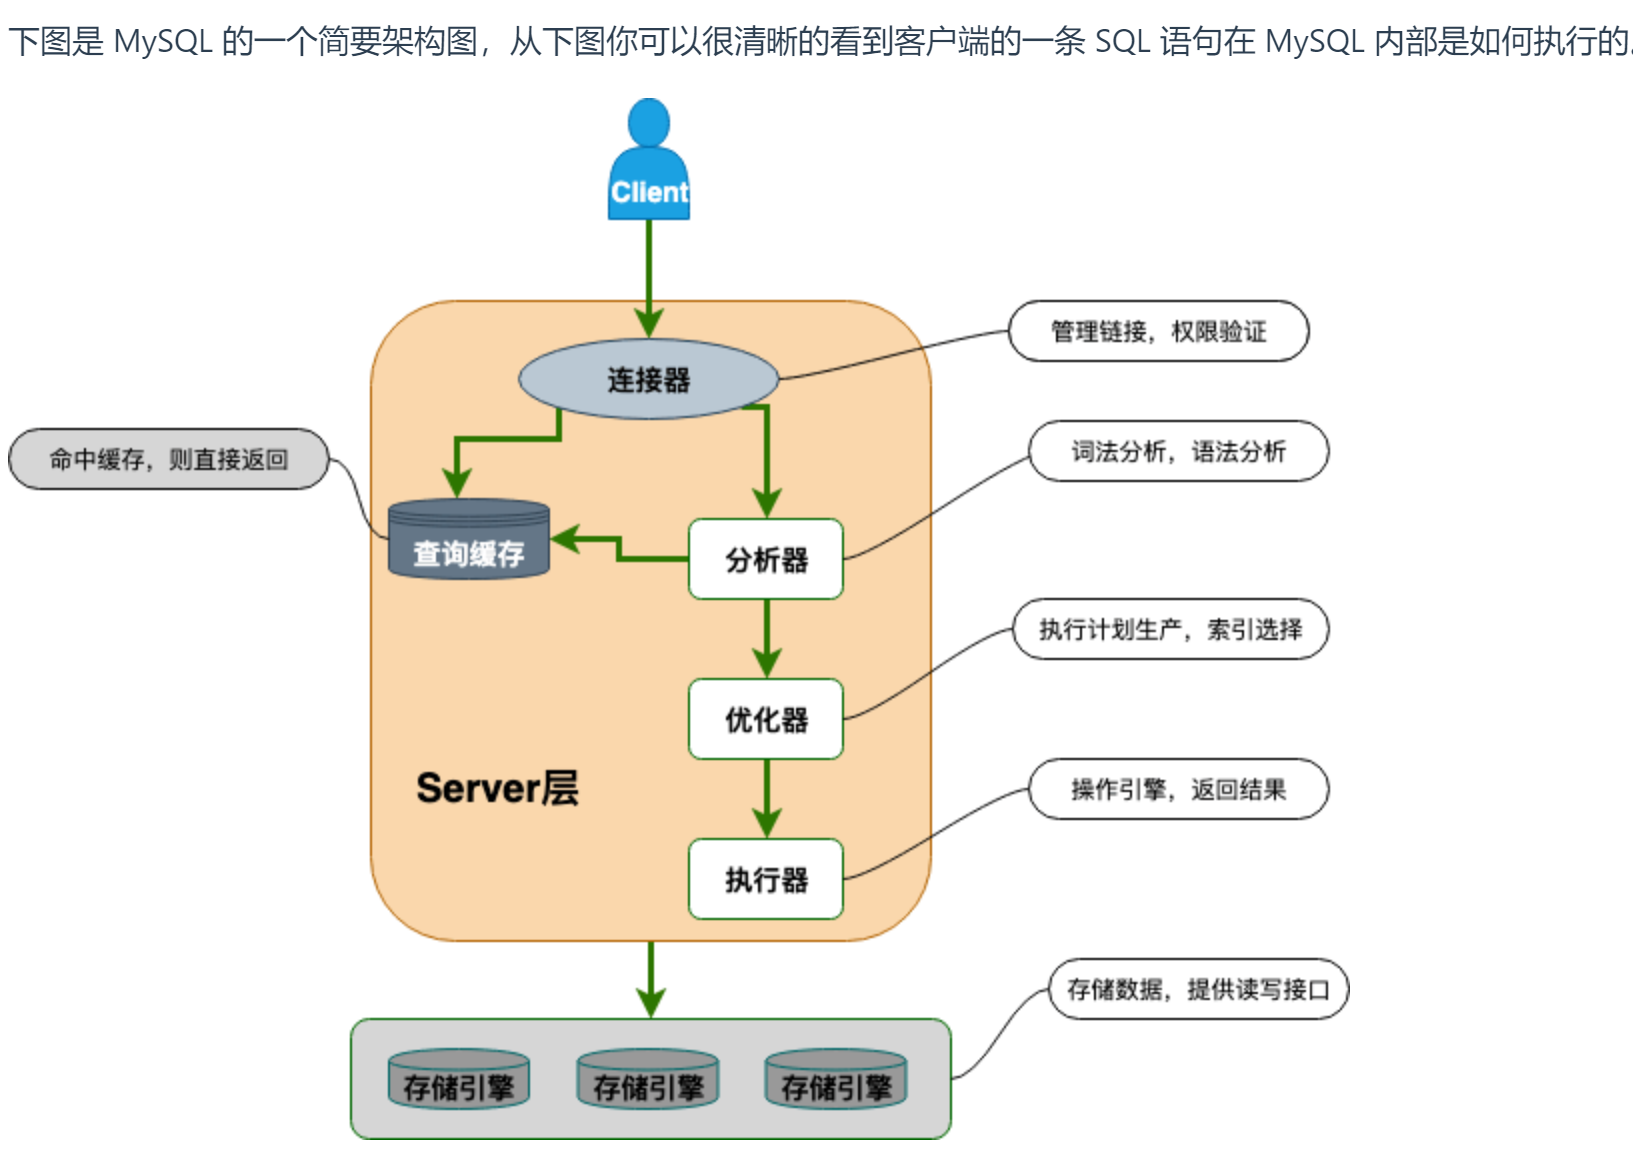 下图是 MySQL 的一个简要架构图，从下图你可以很清晰的看到客户端的一条 SQL 语句在 MySQL 内部是如何执行的
Client
连接器
管理链接，权限验证
词法分析，语法分析
命中缓存，则直接返回
查询缓存
分析器
执行计划生产，索引选择
优化器
Server层
操作引擎，返回结果
执行器
存储数据，提供读写接口
存储引擎
存储引擎
存储引擎